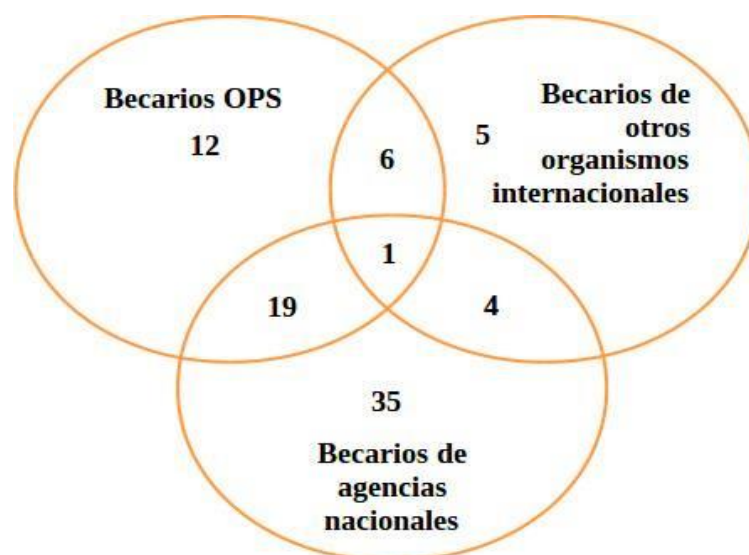 Becarios OPS
12
6
5
Becarios de
otros
organismos
internacionales
1
19
4
35
Becarios de
agencias
nacionales